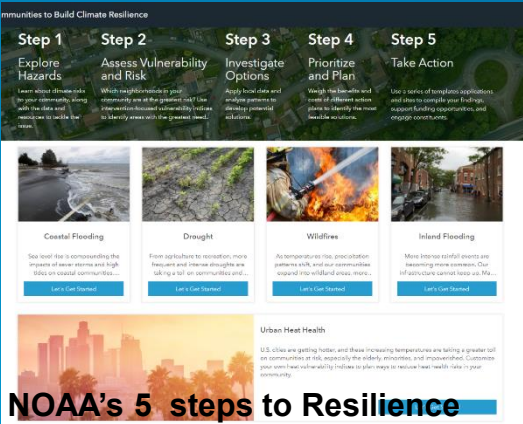 mmunities to Build Climate Resilience
Step 1
Explore
Hazards
Learn about climate risks
to your community, along
with the data and
resources to tackle the
issue.
Step 2
Assess Vulnerability
and Risk
Which neighborhoods in your
community are at the greatest risk? Use
intervention-focused vulnerability indices
to identify areas with the greatest need.
Step 3
Investigate
Options
Apply local data and
analyze patterns to
develop potential
solutions.
Step 4
Prioritize
and Plan
Weigh the benefits and
costs of different action
plans to identify the most
feasible solutions.
Step 5
Take Action
Use a series of templates applications
and sites to compile your findings,
support funding opportunities, and
engage constituents.
Coastal Flooding
Sea level rise is compounding the
impacts of severe storms and high
tides on coastal communities....
Let's Get Started
Drought
From agriculture to recreation, more
frequent and intense droughts are
taking a toll on communities and...
Let's Get Started
Wildfires
As temperatures rise, precipitation
patterns shift, and our communities
expand into wildland areas, more...
Let's Get Started
Inland Flooding
More intense rainfall events are
becoming more common. Our
infrastructure cannot keep up. Ma...
Let's Get Started
Urban Heat Health
U.S. cities are getting hotter, and these increasing temperatures are taking a greater toll
on communities at risk, especially the elderly, minorities, and impoverished. Customize
your own heat vulnerability indices to plan ways to reduce heat health risks in your
community.
NOAA's 5 steps to Resilience